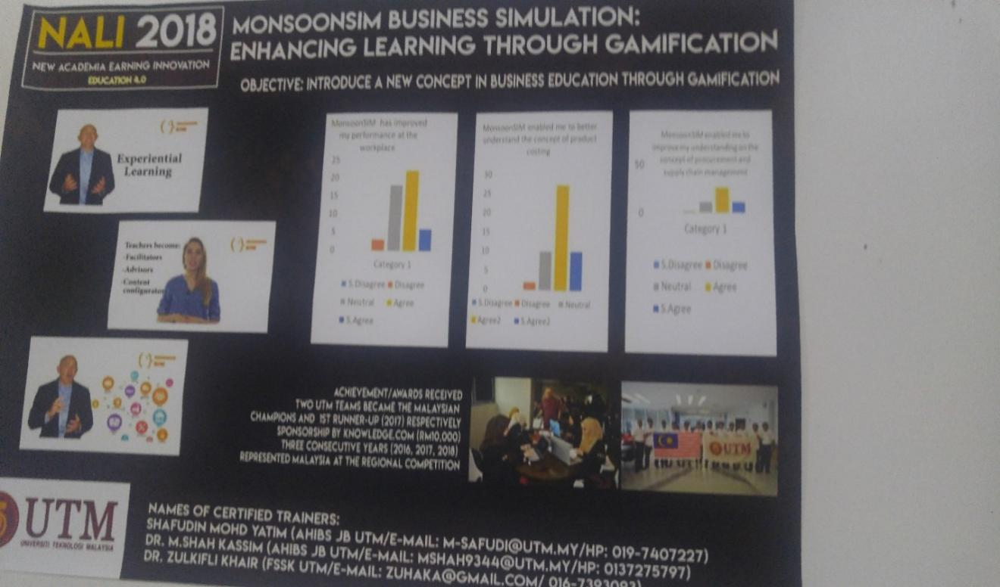 NALI 2018
NEW ACADEMIA EARNING INNOVATION
EDUCATION 4.0
MONSOONSIM BUSINESS SIMULATION:
ENHANCING LEARNING THROUGH GAMIFICATION
OBJECTIVE: INTRODUCE A NEW CONCEPT IN BUSINESS EDUCATION THROUGH GAMIFICATION
Experiential
Learning
Teachers become:
-Facilitators
-Advisors
-Content
configurator
MonsoonSIM has improved
my performance at the
workplace
25
20
15
10
5
0
Category 1
S.Disagree Disagree
Neutral Agree
S.Agree
MonsoonSIM enabled me to better
understand the concept of product
costing
30
25
20
15
10
5
0
S.Disagree Disagree Neutral
Agree2 S.Agree2
MonsoonSIM enabled me to
improve my understanding on the
concept of procurement and
supply chain management
50
0
Category 1
S.Disagree Disagree
Neutral Agree
S.Agree
ACHIEVEMENT/AWARDS RECEIVED
TWO UTM TEAMS BECAME THE MALAYSIAN
CHAMPIONS AND 1ST RUNNER-UP (2017) RESPECTIVELY
SPONSORSHIP BY KNOWLEDGE.COM (RM10,000)
THREE CONSECUTIVE YEARS (2016, 2017, 2018)
REPRESENTED MALAYSIA AT THE REGIONAL COMPETITION
UTM
UTM
UNIVERSITI TEKNOLOGI MALAYSIA
NAMES OF CERTIFIED TRAINERS:
SHAFUDIN MOHD YATIM (AHIBS JB UTM/E-MAIL: M-SAFUDI@UTM.MY/HP: 019-7407227)
DR. M.SHAH KASSIM (AHIBS JB UTM/E-MAIL: MSHAH9344@UTM.MY/HP: 0137275797)
DR. ZULKIFLI KHAIR (FSSK UTM/E-MAIL: ZUHAKA@GMAIL.COM/ 016-7393093)